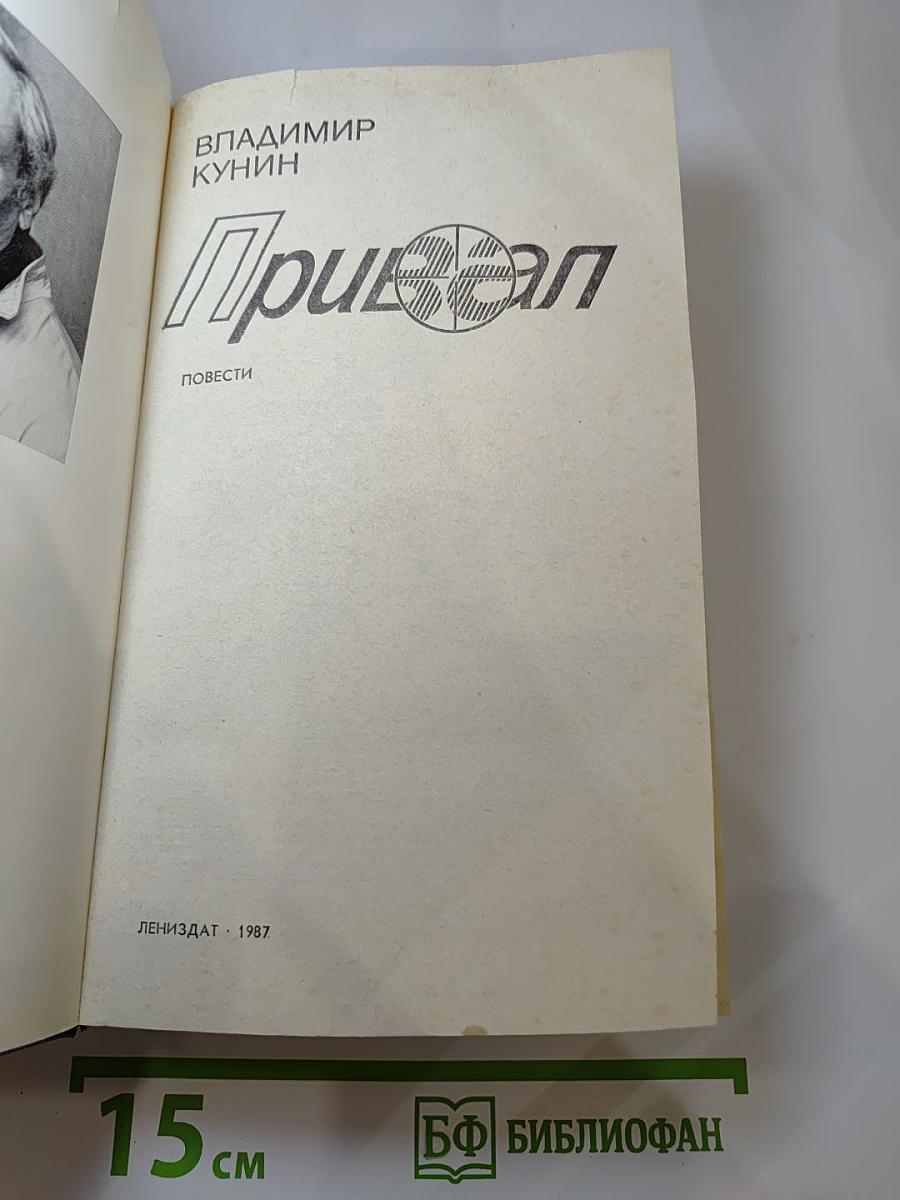 ВЛАДИМИР
КУНИН
Привал
ПОВЕСТИ
ЛЕНИЗДАТ · 1987
15 см
БФ БИБЛИОФАН